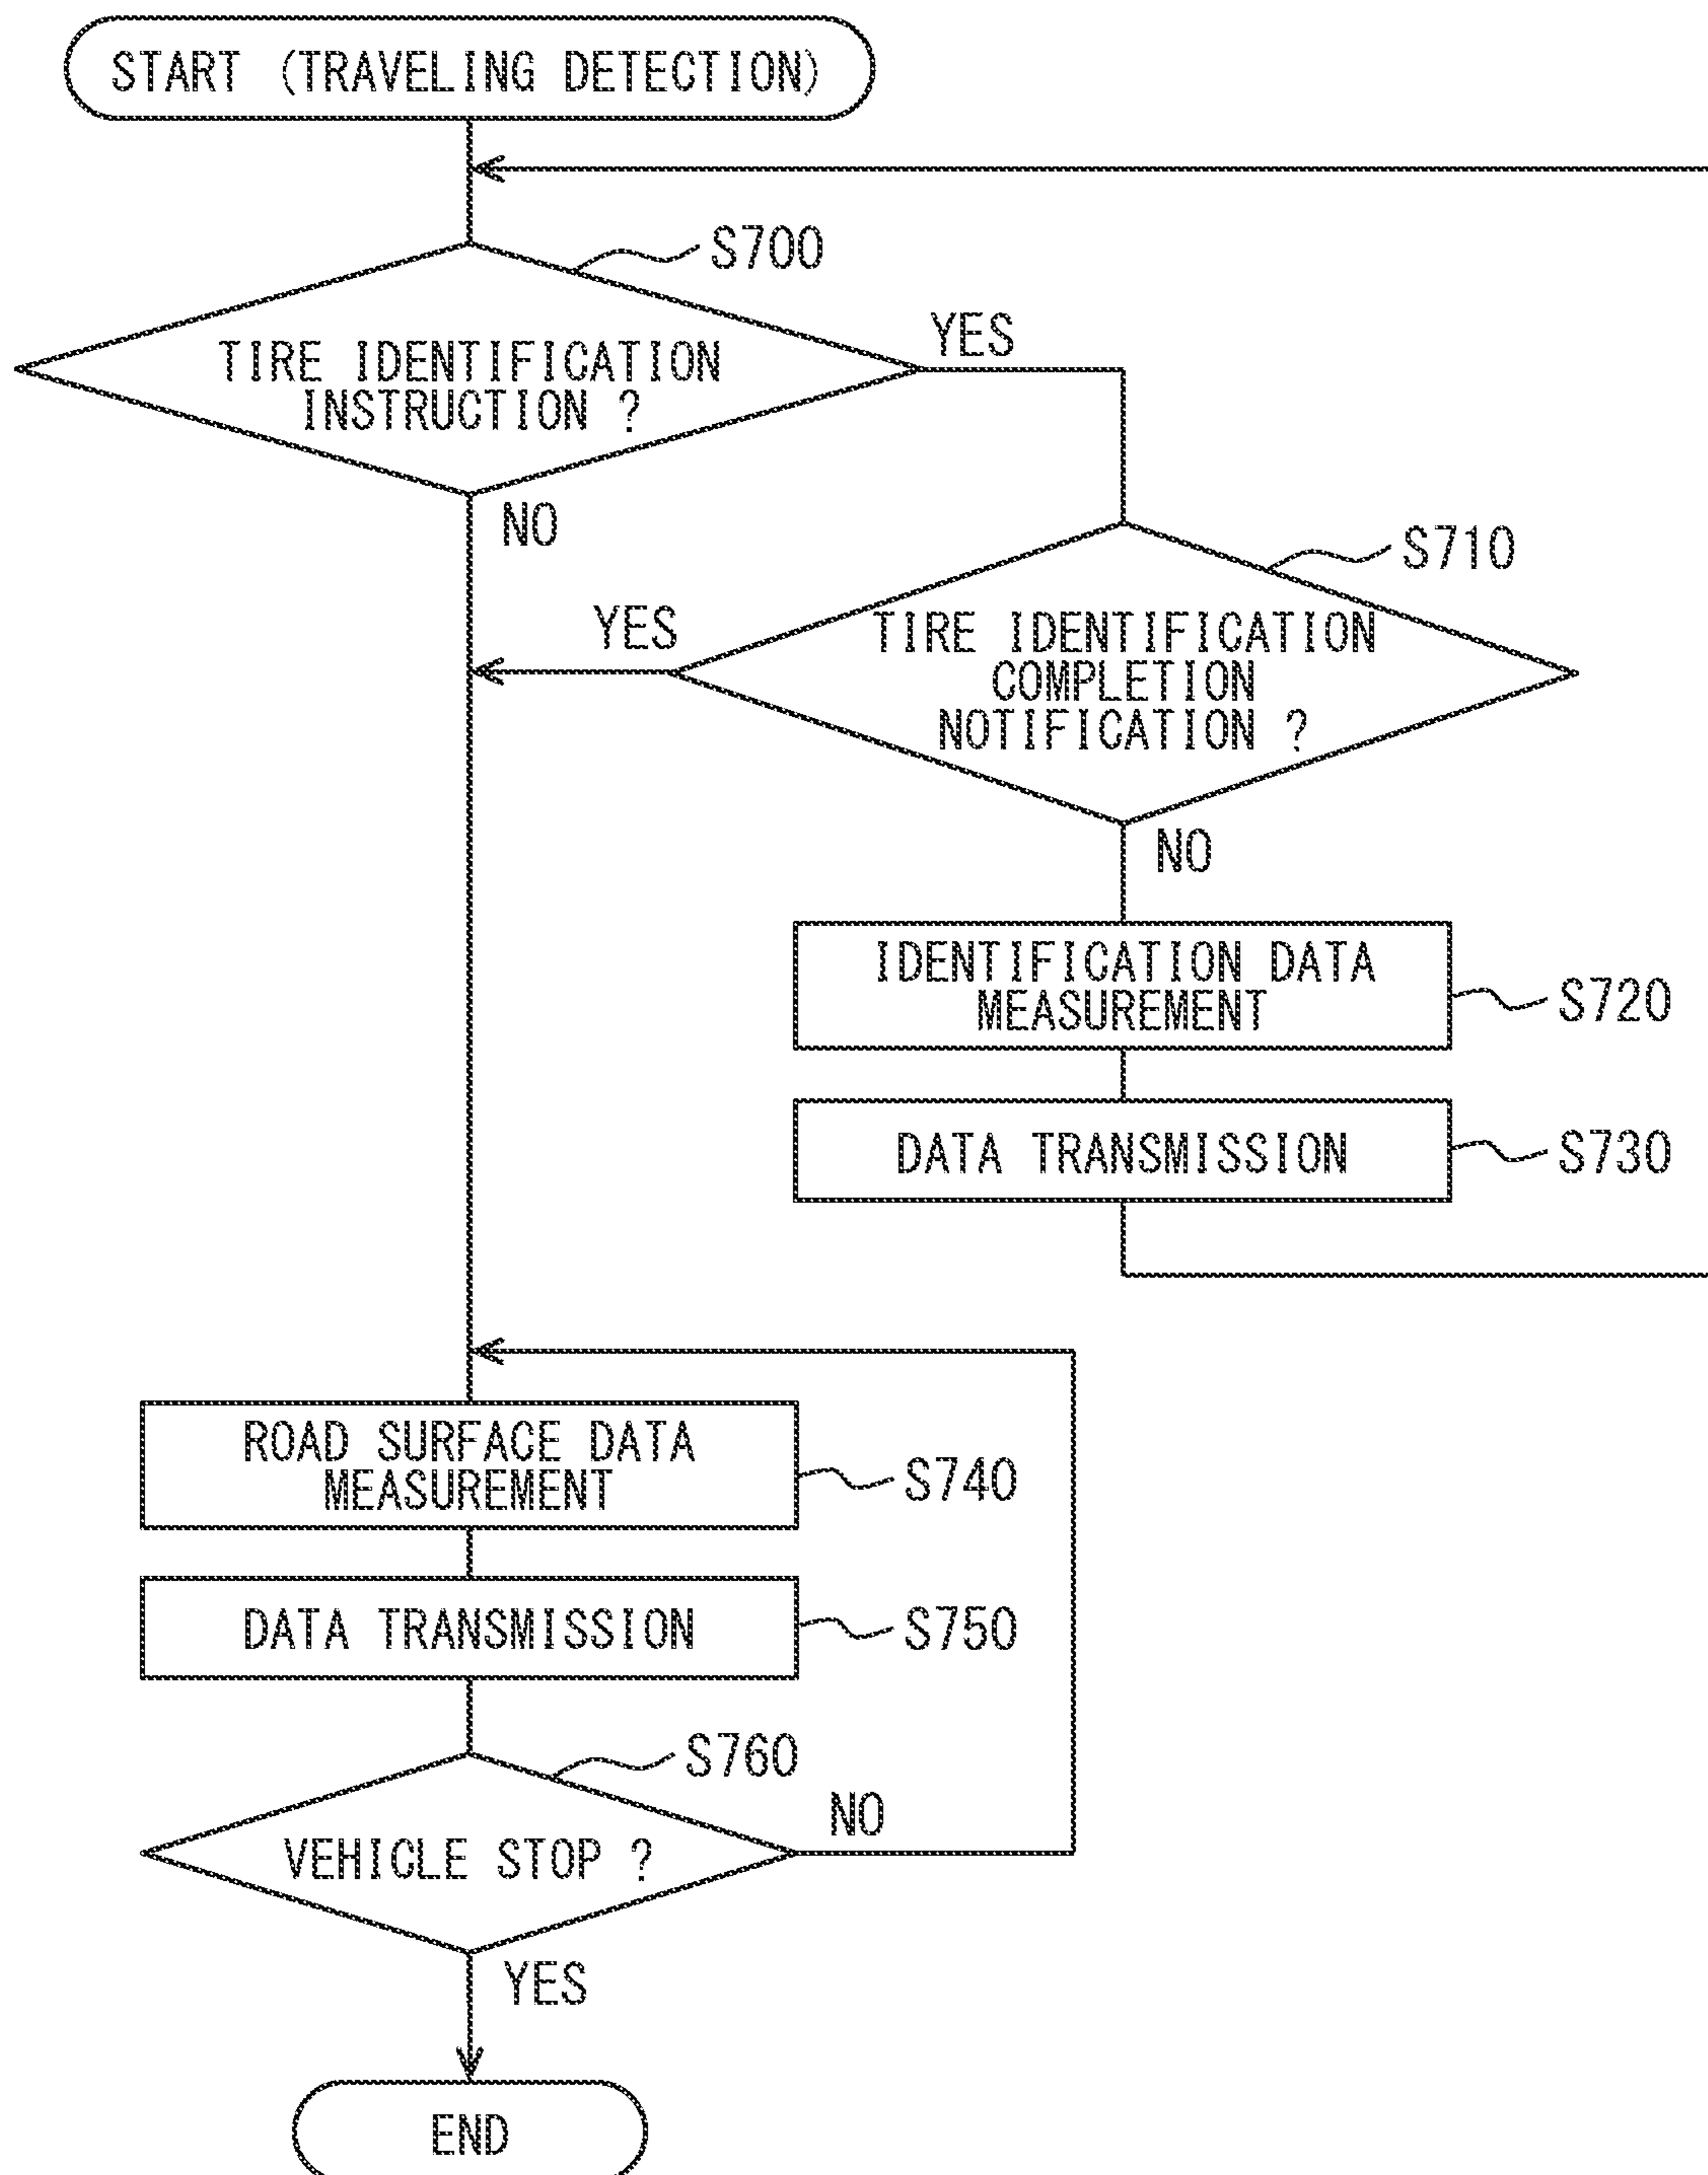 START (TRAVELING DETECTION)
S700
TIRE IDENTIFICATION
INSTRUCTION ?
YES
NO
S710
YES
TIRE IDENTIFICATION
COMPLETION
NOTIFICATION ?
NO
IDENTIFICATION DATA
MEASUREMENT
S720
DATA TRANSMISSION
S730
ROAD SURFACE DATA
MEASUREMENT
S740
DATA TRANSMISSION
S750
S760
VEHICLE STOP ?
NO
YES
END